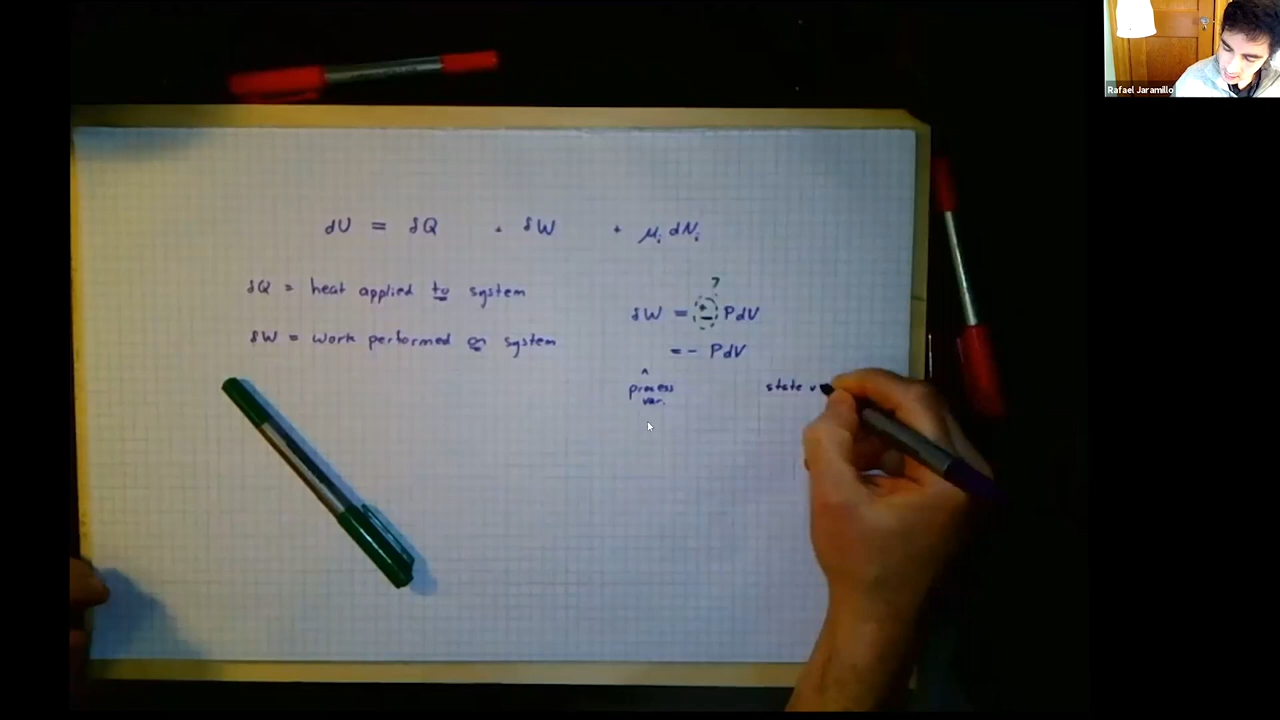 Rafael Jaramillo
dU = δQ + δW + μᵢ dNᵢ
δQ = heat applied to system
?
δW = ± PdV
δW = work performed on system
= - PdV
^
process
var.
state v